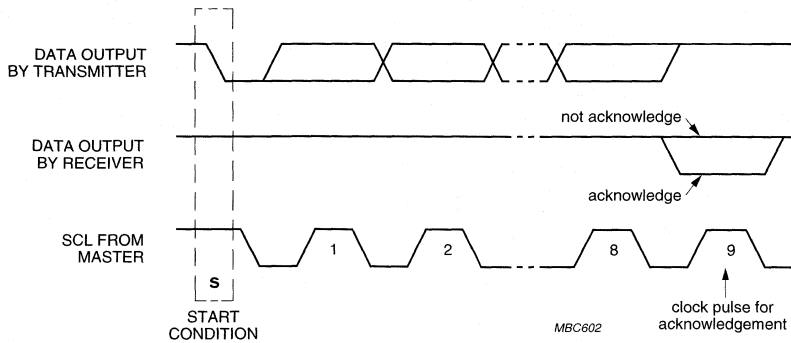 DATA OUTPUT
BY TRANSMITTER
not acknowledge
DATA OUTPUT
BY RECEIVER
acknowledge
SCL FROM
MASTER
1
2
8
9
S
START
CONDITION
MBC602
clock pulse for
acknowledgement